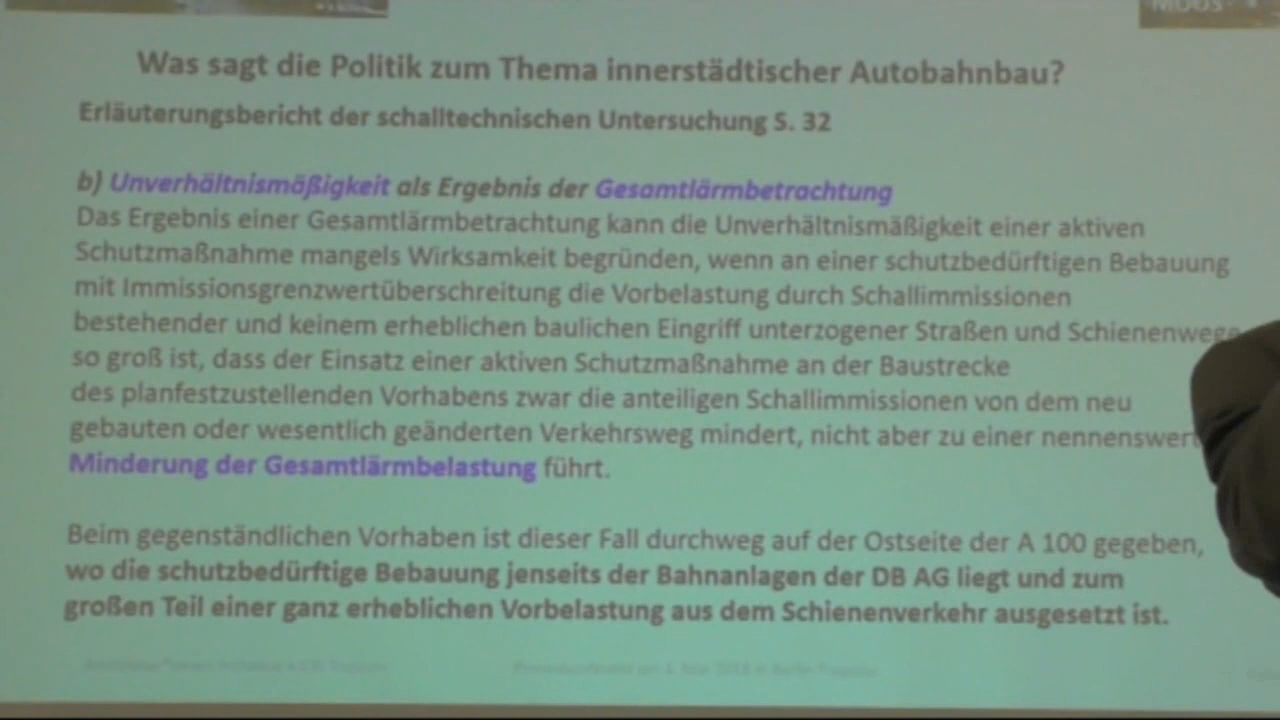 Was sagt die Politik zum Thema innerstädtischer Autobahnbau?
Erläuterungsbericht der schalltechnischen Untersuchung S. 32
b) Unverhältnismäßigkeit als Ergebnis der Gesamtlärmbetrachtung
Das Ergebnis einer Gesamtlärmbetrachtung kann die Unverhältnismäßigkeit einer aktiven
Schutzmaßnahme mangels Wirksamkeit begründen, wenn an einer schutzbedürftigen Bebauung
mit Immissionsgrenzwertüberschreitung die Vorbelastung durch Schallimmissionen
bestehender und keinem erheblichen baulichen Eingriff unterzogener Straßen und Schienenwege
so groß ist, dass der Einsatz einer aktiven Schutzmaßnahme an der Baustrecke
des planfestzustellenden Vorhabens zwar die anteiligen Schallimmissionen von dem neu
gebauten oder wesentlich geänderten Verkehrsweg mindert, nicht aber zu einer nennenswert
Minderung der Gesamtlärmbelastung führt.
Beim gegenständlichen Vorhaben ist dieser Fall durchweg auf der Ostseite der A 100 gegeben,
wo die schutzbedürftige Bebauung jenseits der Bahnanlagen der DB AG liegt und zum
großen Teil einer ganz erheblichen Vorbelastung aus dem Schienenverkehr ausgesetzt ist.